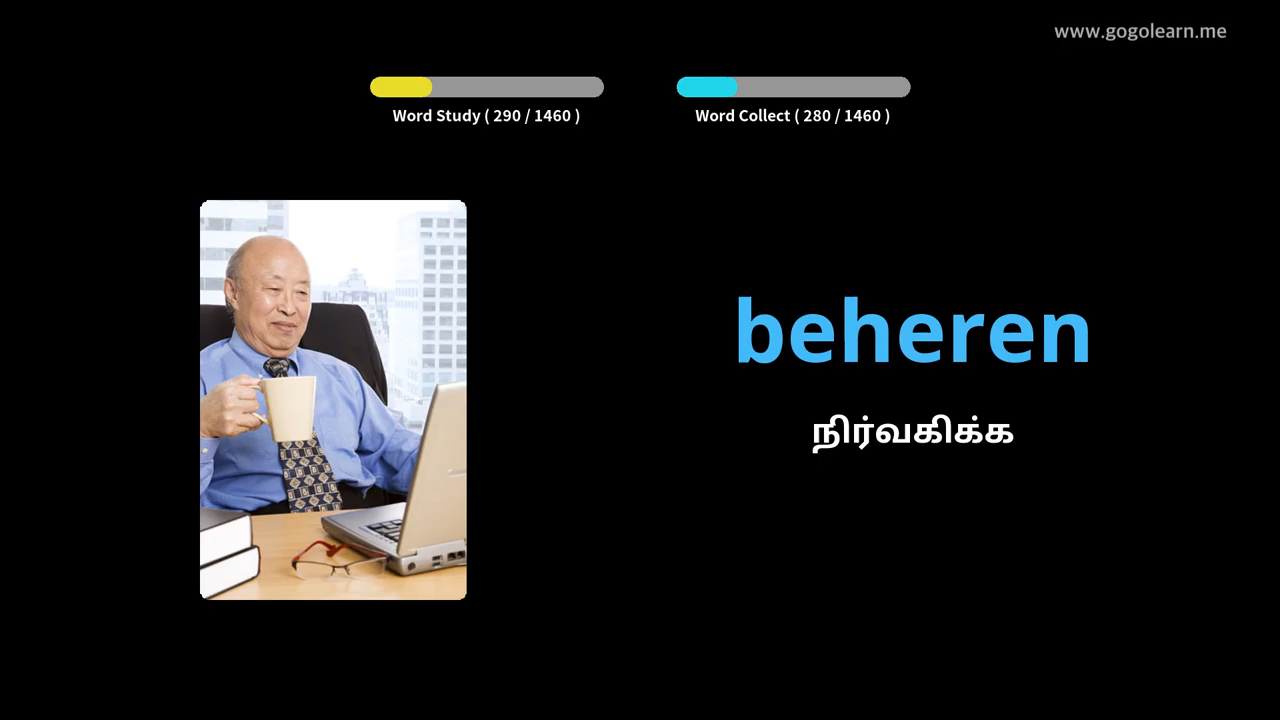 www.gogolearn.me
Word Study ( 290 / 1460 )
Word Collect ( 280 / 1460 )
beheren
நிர்வகிக்க